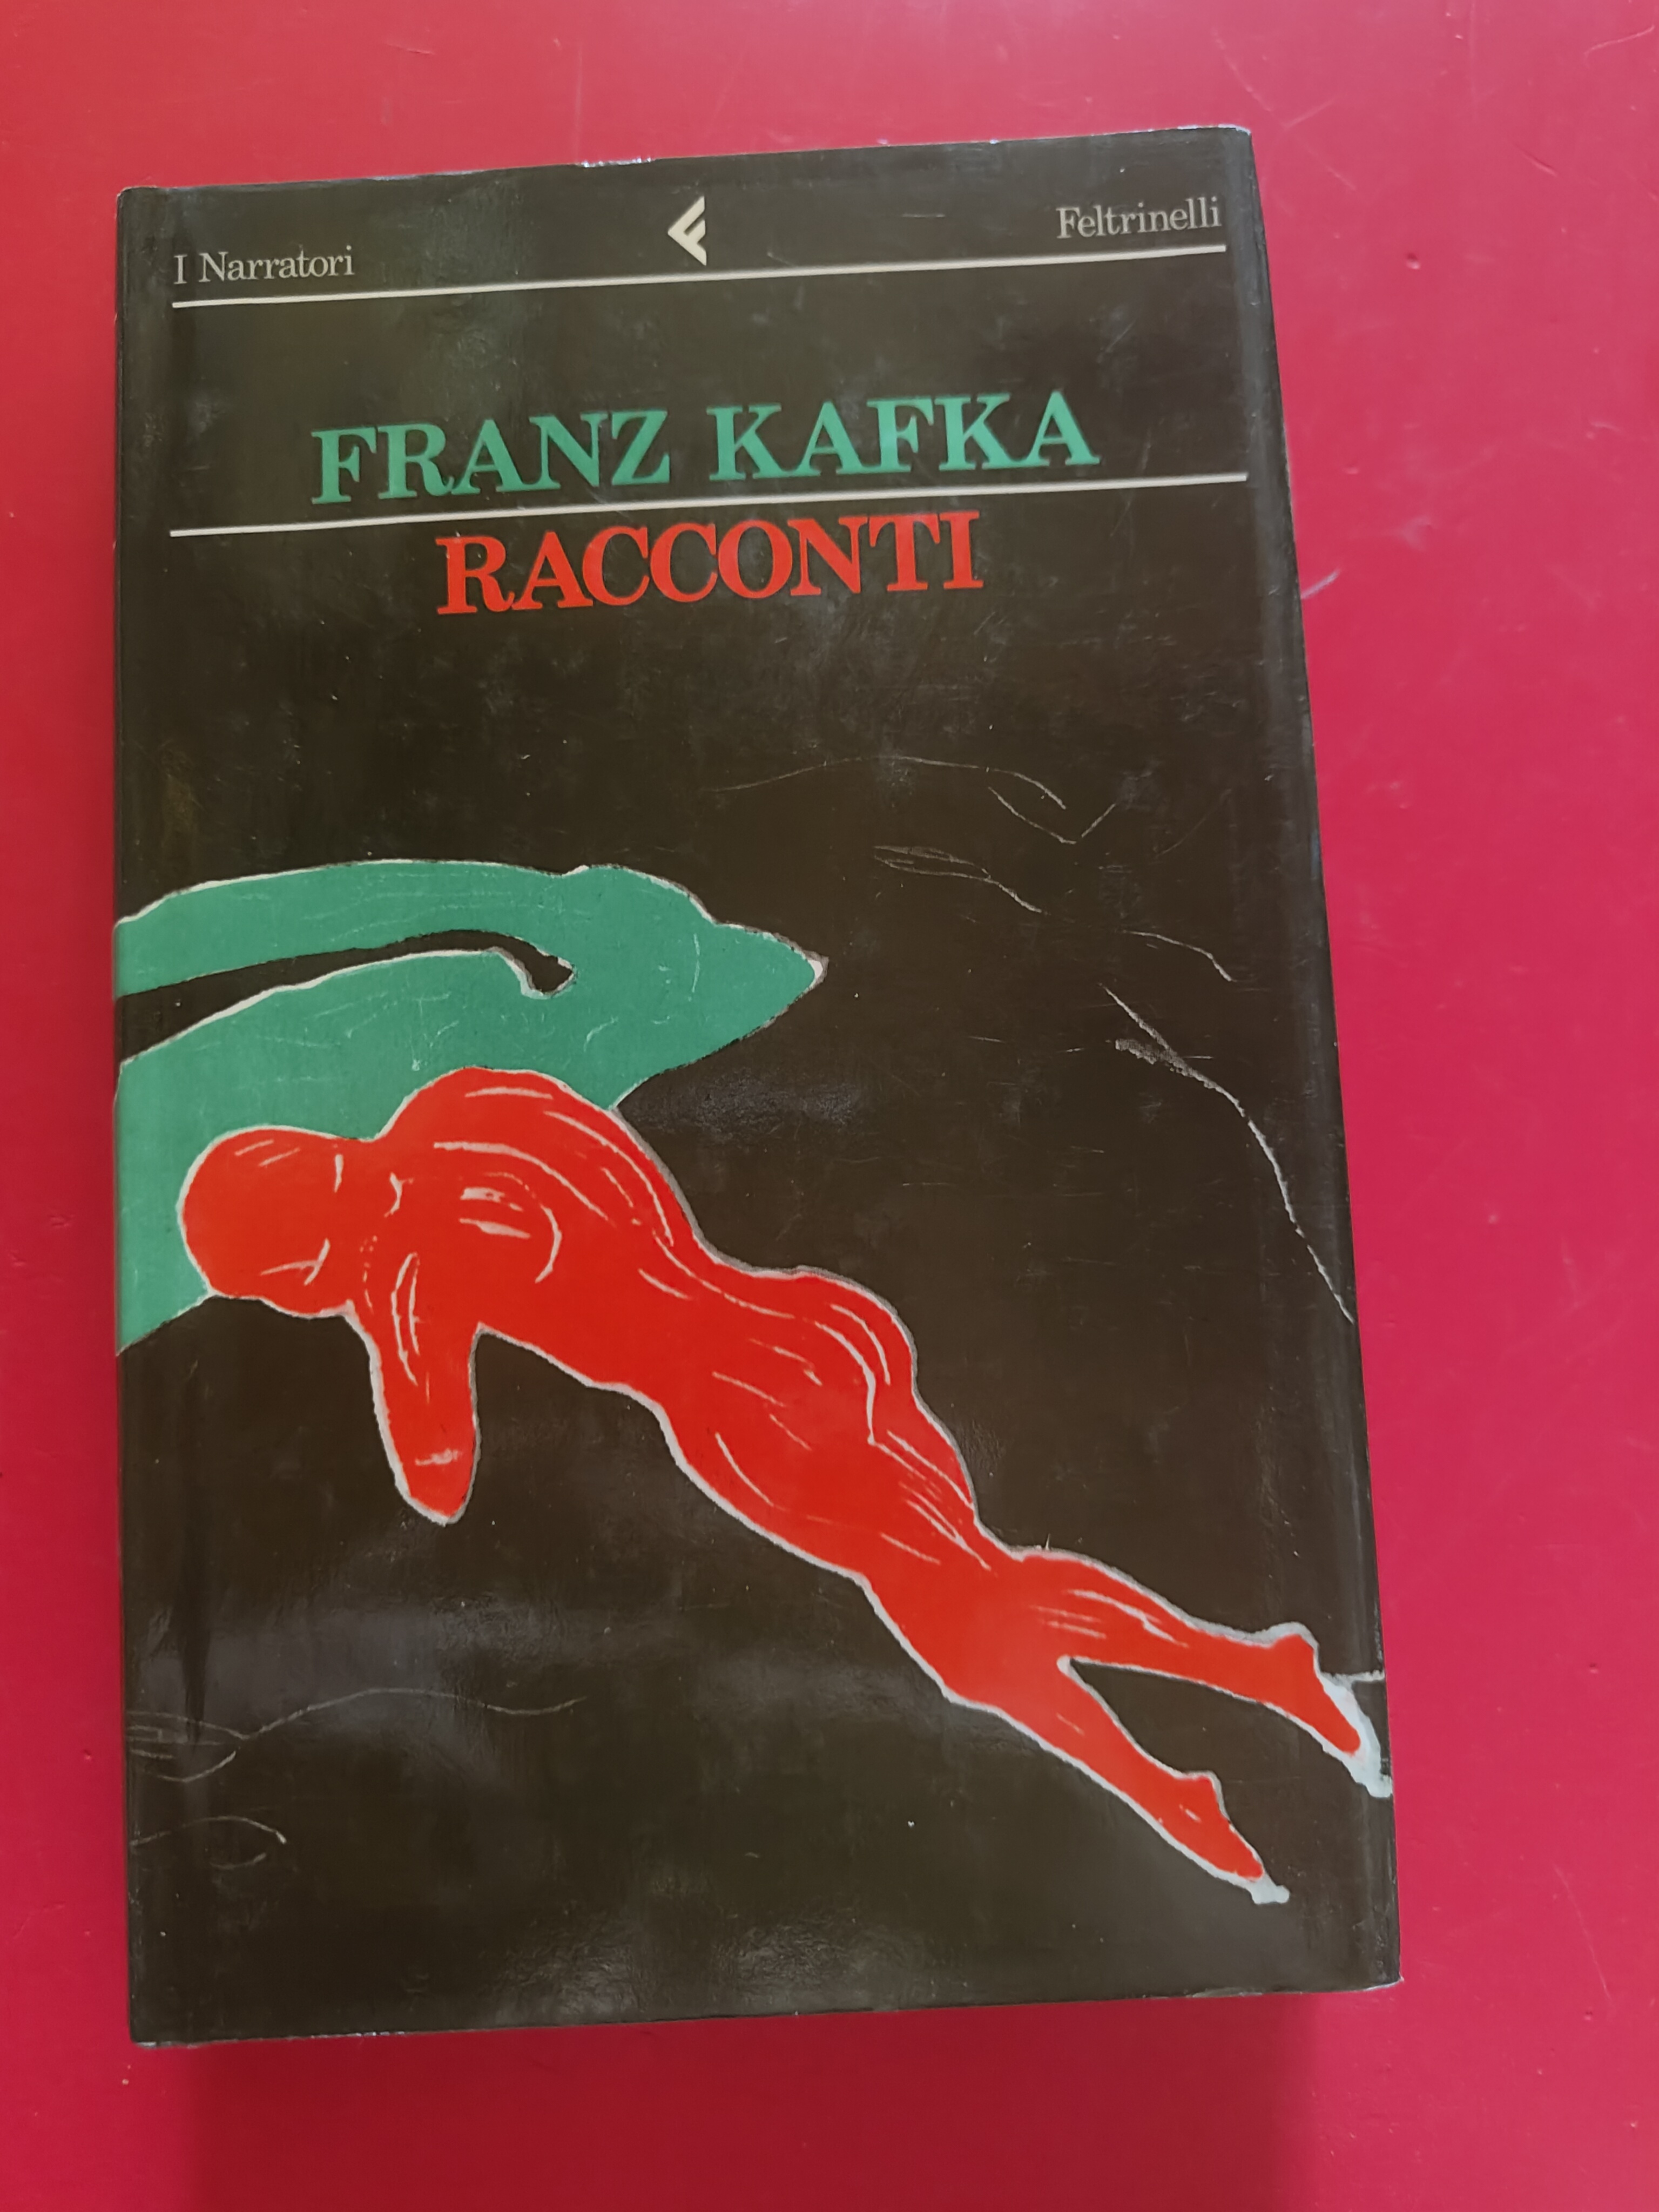 I Narratori Feltrinelli
FRANZ KAFKA
RACCONTI